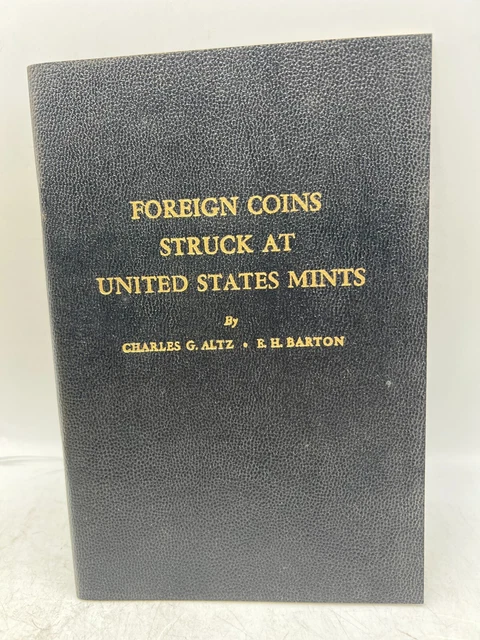 FOREIGN COINS
STRUCK AT
UNITED STATES MINTS
By
CHARLES G. ALTZ • E. H. BARTON